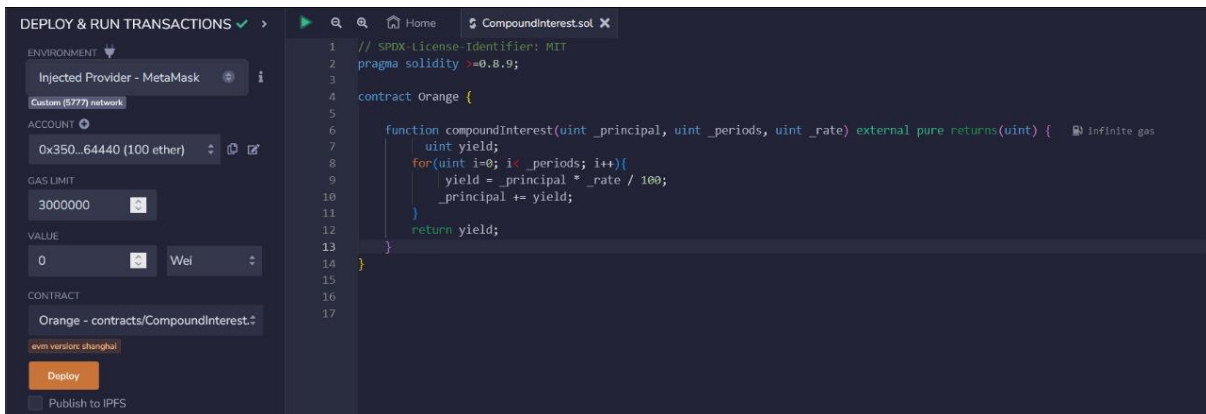 DEPLOY & RUN TRANSACTIONS
ENVIRONMENT
Injected Provider - MetaMask
Custom (5777) network
ACCOUNT
0x350...64440 (100 ether)
GAS LIMIT
3000000
VALUE
0 Wei
CONTRACT
Orange - contracts/CompoundInterest.
evm version: shanghai
Deploy
Publish to IPFS
Home CompoundInterest.sol
1 // SPDX-License-Identifier: MIT
2 pragma solidity >=0.8.9;
3
4 contract Orange {
5
6 function compoundInterest(uint _principal, uint _periods, uint _rate) external pure returns(uint) { infinite gas
7 uint yield;
8 for(uint i=0; i< _periods; i++){
9 yield = _principal * _rate / 100;
10 _principal += yield;
11 }
12 return yield;
13 }
14 }
15
16
17